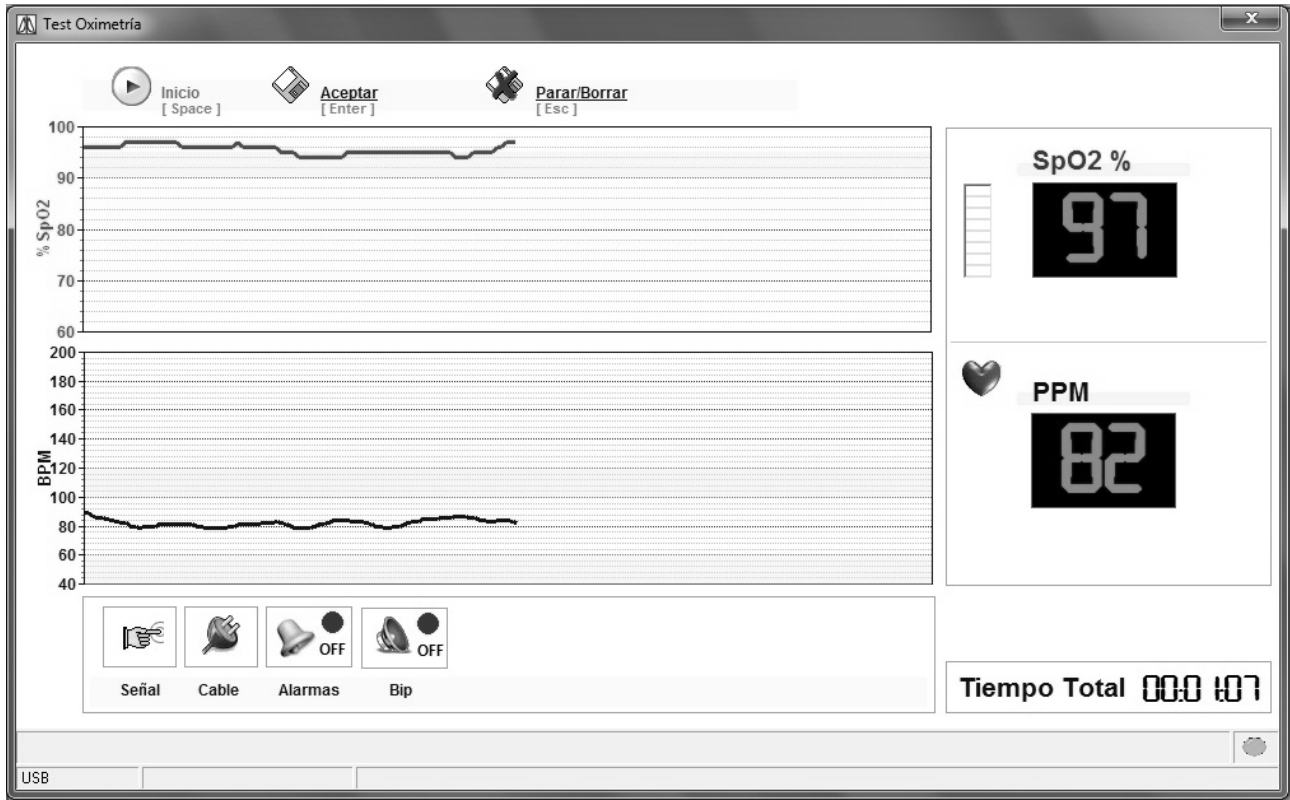 Test Oximetría
x
Inicio
[ Space ]
Aceptar
[ Enter ]
Parar/Borrar
[ Esc ]
100
90
80
70
60
% SpO2
200
180
160
140
120
100
80
60
40
BPM
SpO2 %
97
PPM
82
OFF
OFF
Señal
Cable
Alarmas
Bip
Tiempo Total 00:01:07
USB